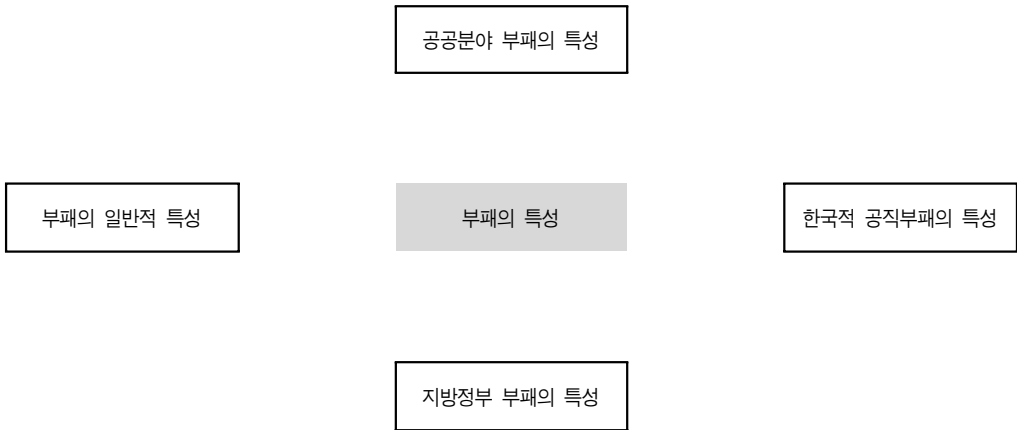 공공분야 부패의 특성
부패의 일반적 특성
부패의 특성
한국적 공직부패의 특성
지방정부 부패의 특성